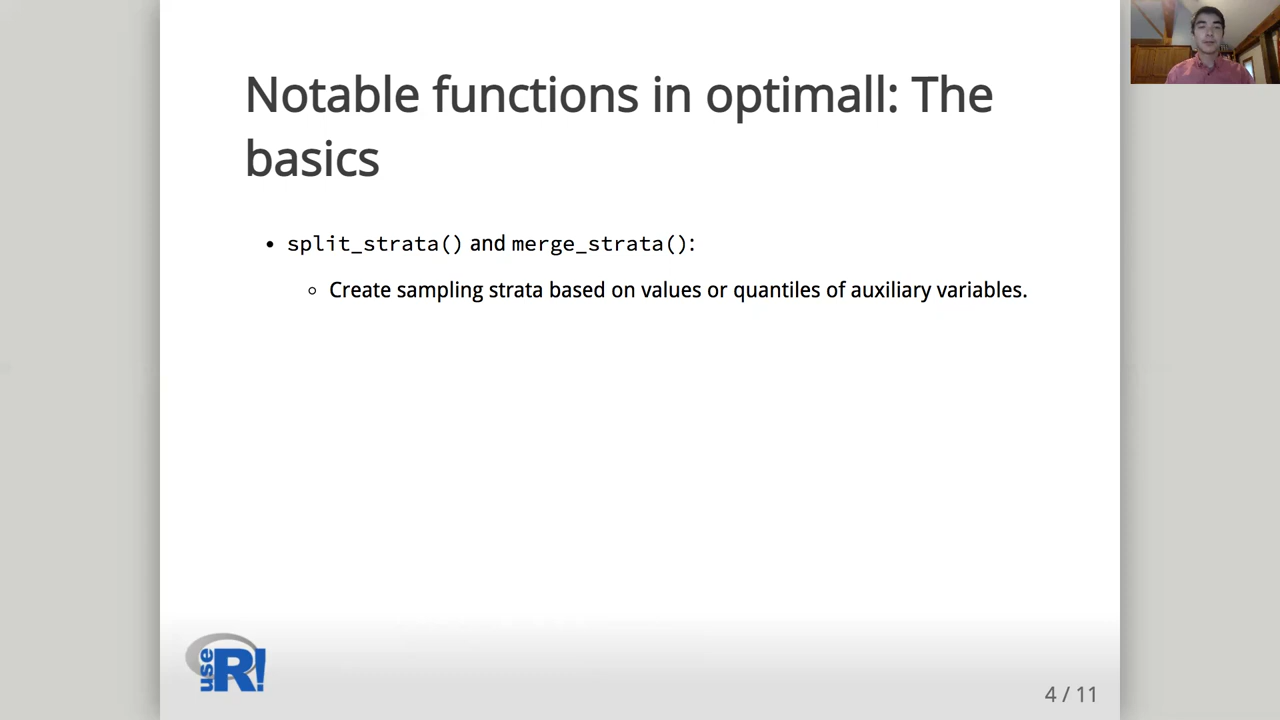 Notable functions in optimall: The
basics
• split_strata() and merge_strata():
◦ Create sampling strata based on values or quantiles of auxiliary variables.
use R!
4 / 11